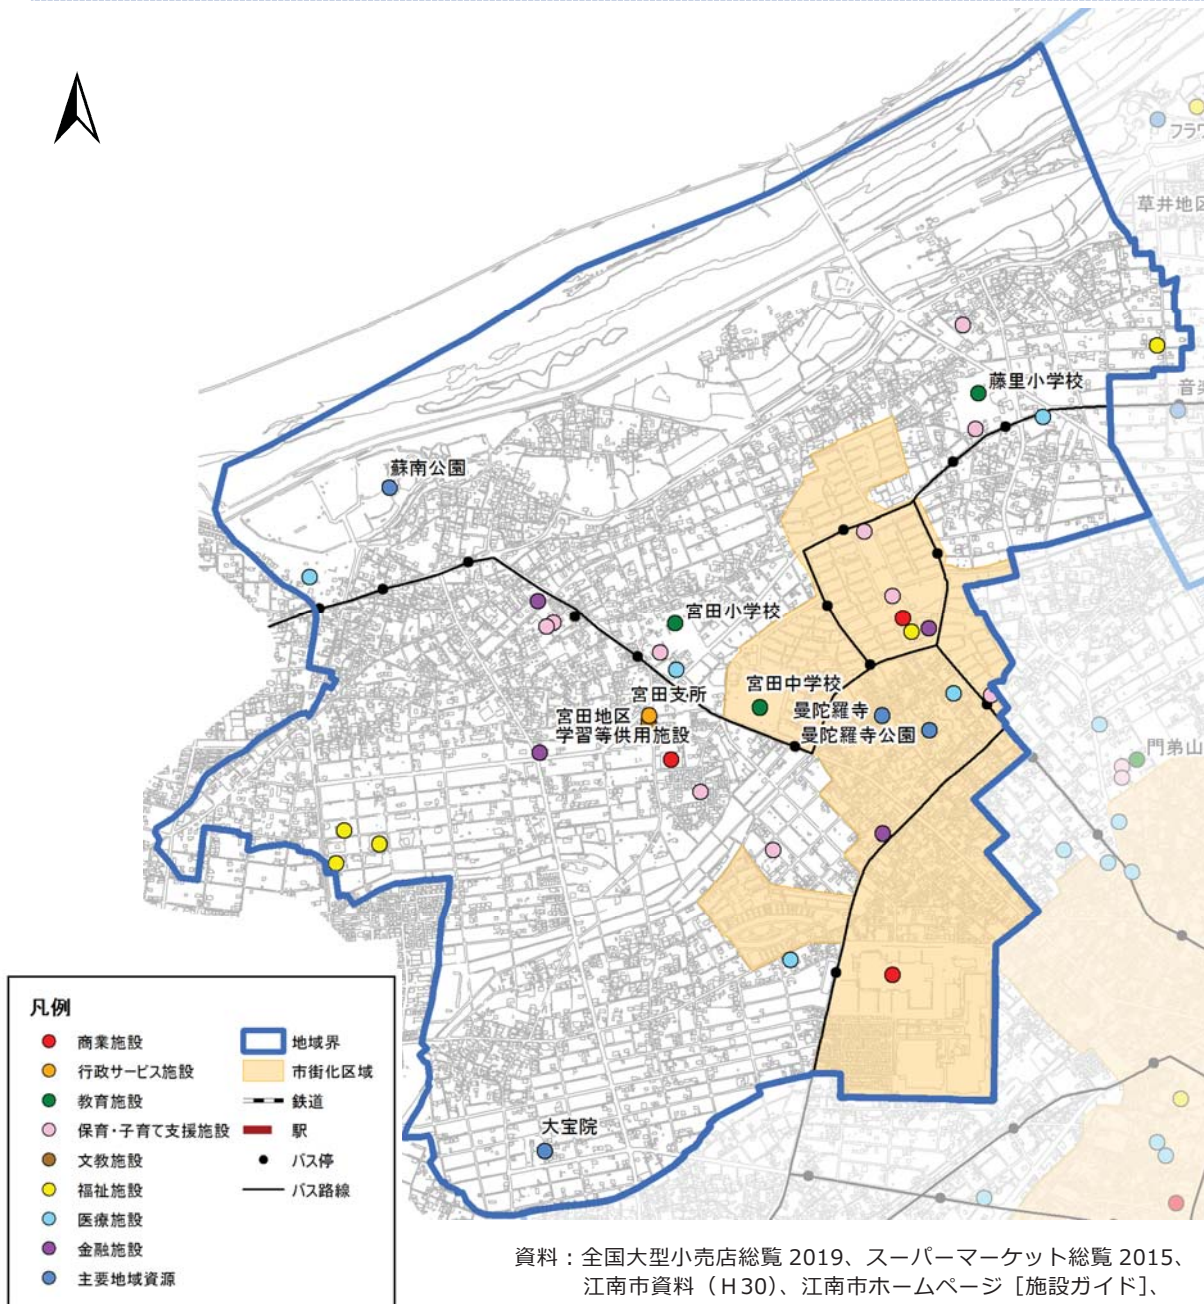 フラワ
草井地区
藤里小学校
音楽
蘇南公園
宮田小学校
宮田支所
宮田中学校
宮田地区
学習等供用施設
曼陀羅寺
曼陀羅寺公園
門弟山
大宝院
凡例
商業施設
行政サービス施設
教育施設
保育・子育て支援施設
文教施設
福祉施設
医療施設
金融施設
主要地域資源
地域界
市街化区域
鉄道
駅
バス停
バス路線
資料：全国大型小売店総覧 2019、スーパーマーケット総覧 2015、
江南市資料（H30）、江南市ホームページ［施設ガイド］、